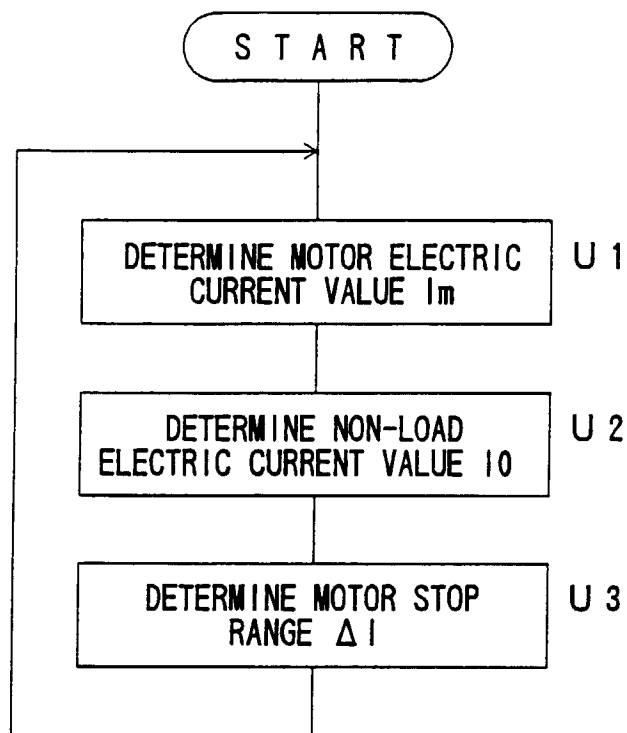 START
DETERMINE MOTOR ELECTRIC
CURRENT VALUE Im
U1
DETERMINE NON-LOAD
ELECTRIC CURRENT VALUE I0
U2
DETERMINE MOTOR STOP
RANGE ΔI
U3